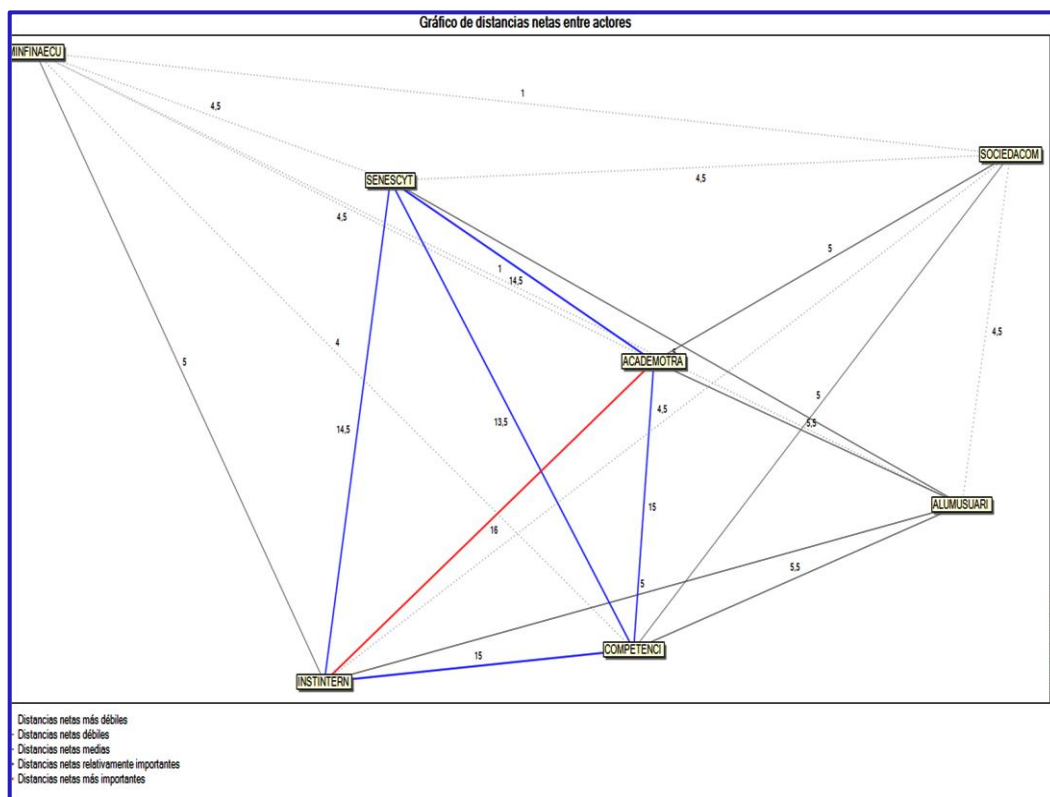 Gráfico de distancias netas entre actores
MINFINAECU
1
4,5
SOCIEDACOM
SENESCYT
4,5
4,5
5
1
14,5
4
4,5
5
ACADEMOTRA
5
4,5
5
5,5
14,5
13,5
15
ALUMUSUARI
16
5
5,5
COMPETENCI
15
INSTINTERN
Distancias netas más débiles
Distancias netas débiles
Distancias netas medias
Distancias netas relativamente importantes
Distancias netas más importantes